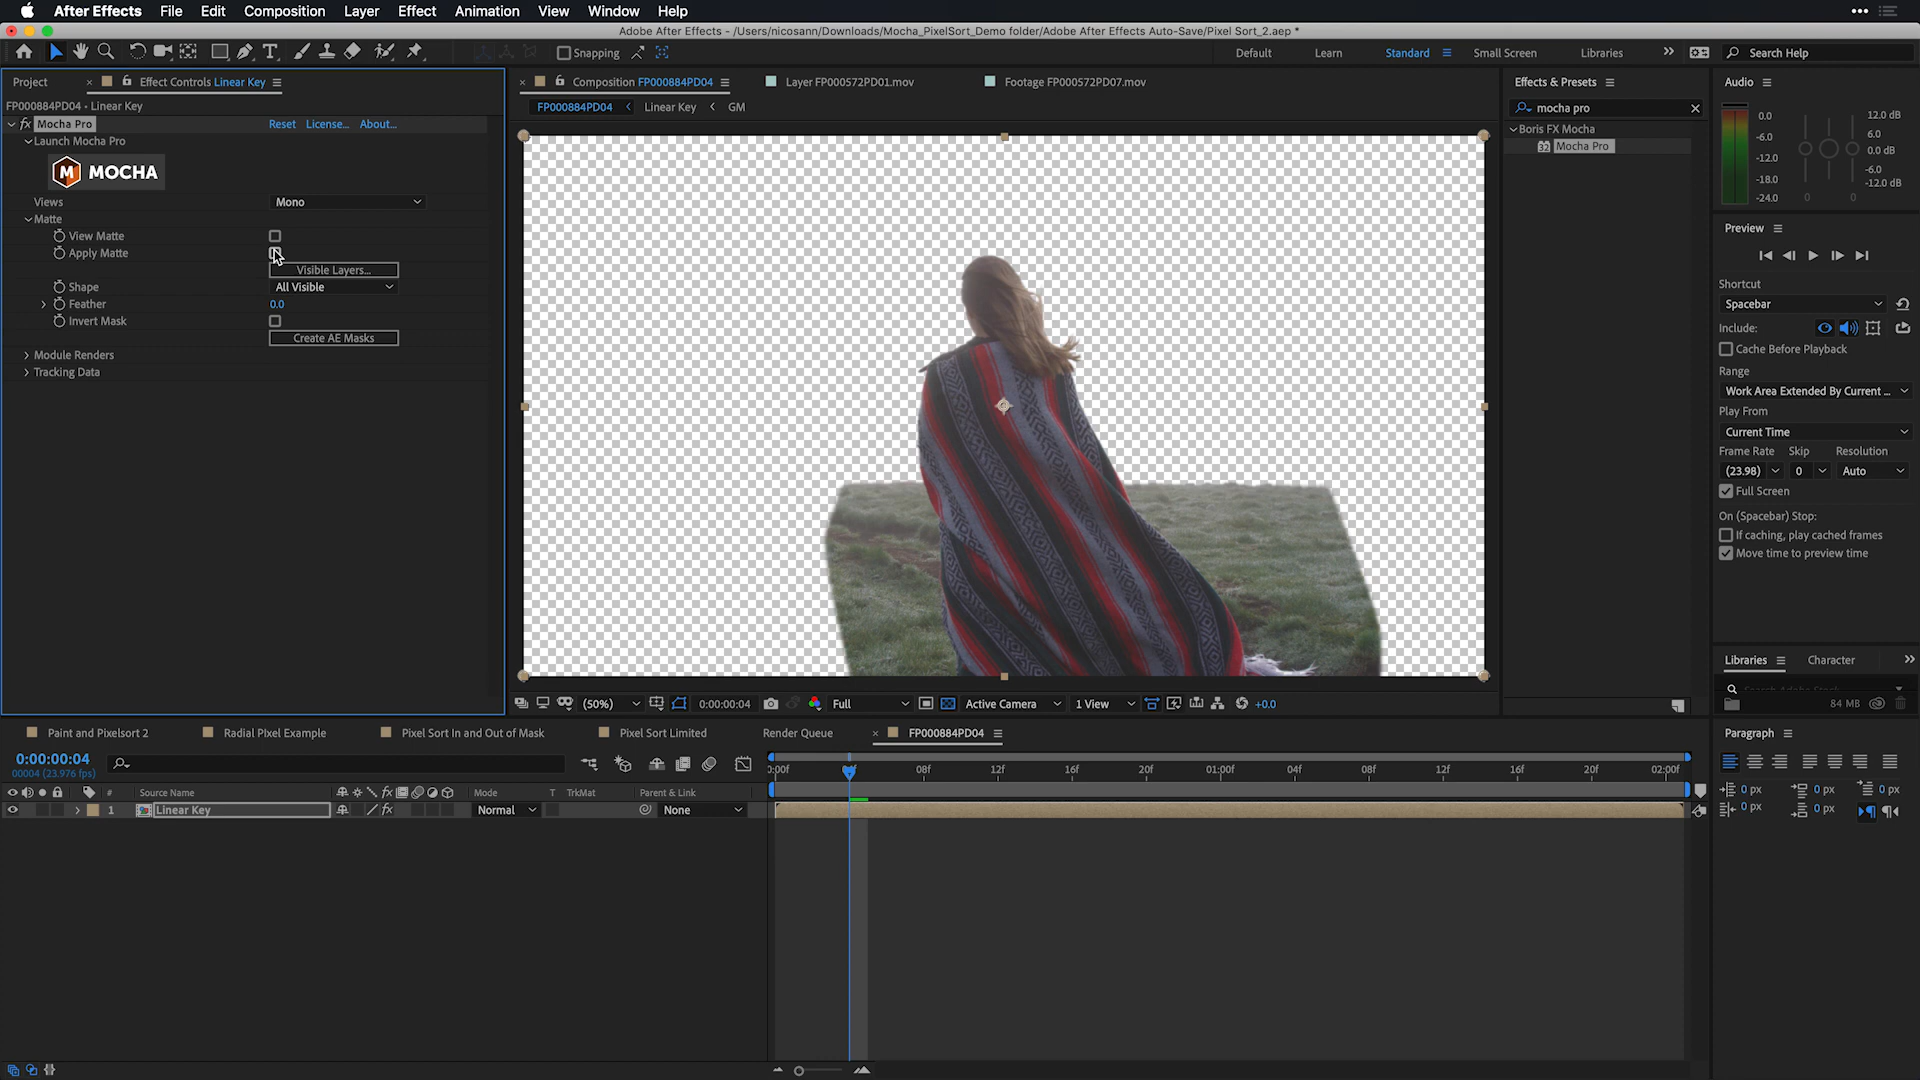 After Effects File Edit Composition Layer Effect Animation View Window Help
Adobe After Effects - /Users/nicosann/Downloads/Mocha_PixelSort_Demo folder/Adobe After Effects Auto-Save/Pixel Sort_2.aep *
Snapping
Default Learn Standard Small Screen Libraries
Search Help
Project
Effect Controls Linear Key
FP000884PD04 • Linear Key
fx Mocha Pro Reset License... About...
Launch Mocha Pro
M MOCHA
Views Mono
Matte
View Matte
Apply Matte
Visible Layers...
Shape All Visible
Feather 0.0
Invert Mask
Create AE Masks
Module Renders
Tracking Data
Composition FP000884PD04
Layer FP000572PD01.mov
Footage FP000572PD07.mov
FP000884PD04 Linear Key GM
(50%) 0:00:00:04 Full Active Camera 1 View +0.0
Effects & Presets
mocha pro
Boris FX Mocha
32 Mocha Pro
Audio
0.0
-6.0
-12.0
-18.0
-24.0
12.0 dB
6.0
0.0 dB
-6.0
-12.0 dB
0 0
Preview
Shortcut
Spacebar
Include:
Cache Before Playback
Range
Work Area Extended By Current ...
Play From
Current Time
Frame Rate Skip Resolution
(23.98) 0 Auto
Full Screen
On (Spacebar) Stop:
If caching, play cached frames
Move time to preview time
Libraries Character
84 MB
Paragraph
0 px 0 px 0 px
0 px 0 px
Paint and Pixelsort 2 Radial PIxel Example Pixel Sort In and Out of Mask Pixel Sort Limited Render Queue FP000884PD04
0:00:00:04
00004 (23.976 fps)
# Source Name fx Mode T TrkMat Parent & Link
1 Linear Key fx Normal None
:00f 08f 12f 16f 20f 01:00f 04f 08f 12f 16f 20f 02:00f